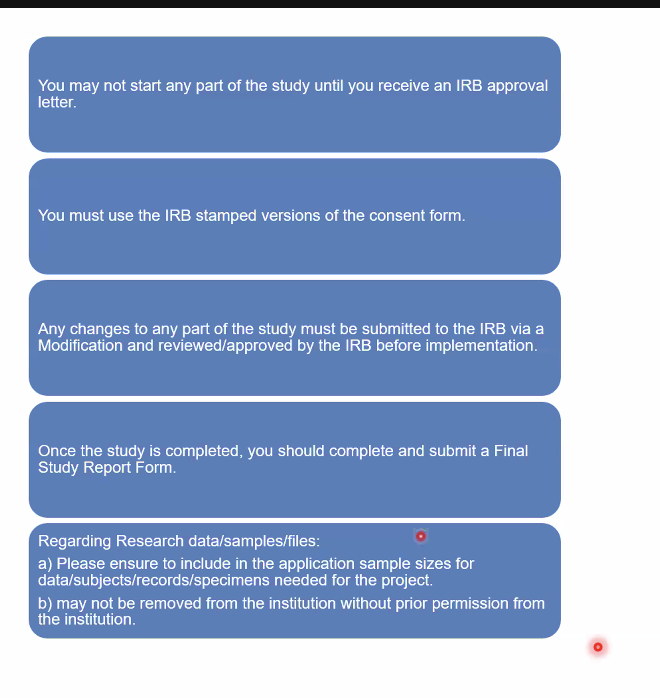 You may not start any part of the study until you receive an IRB approval
letter.
You must use the IRB stamped versions of the consent form.
Any changes to any part of the study must be submitted to the IRB via a
Modification and reviewed/approved by the IRB before implementation.
Once the study is completed, you should complete and submit a Final
Study Report Form.
Regarding Research data/samples/files:
a) Please ensure to include in the application sample sizes for
data/subjects/records/specimens needed for the project.
b) may not be removed from the institution without prior permission from
the institution.